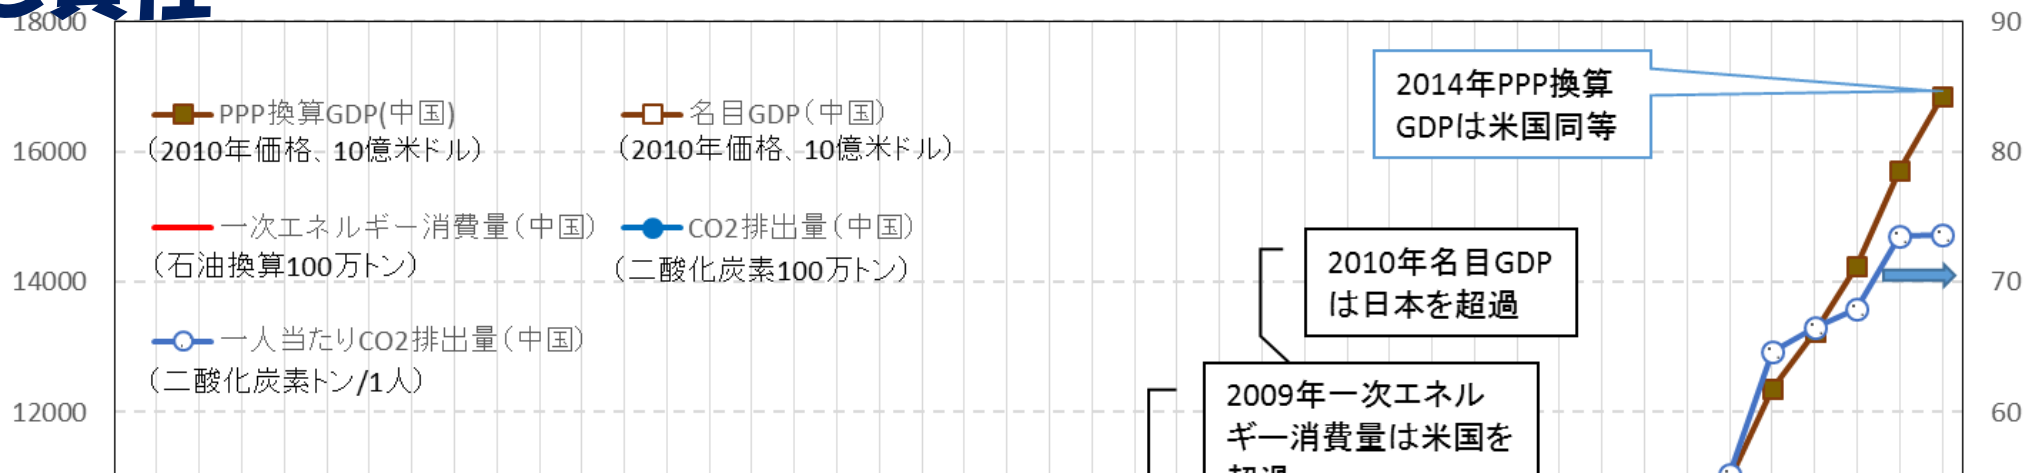 責任
18000
90
2014年PPP換算
GDPは米国同等
PPP換算GDP(中国)
(2010年価格、10億米ドル)
名目GDP(中国)
(2010年価格、10億米ドル)
16000
80
一次エネルギー消費量(中国)
(石油換算100万トン)
CO2排出量(中国)
(二酸化炭素100万トン)
2010年名目GDP
は日本を超過
14000
70
一人当たりCO2排出量(中国)
(二酸化炭素トン/1人)
2009年一次エネル
ギー消費量は米国を
12000
60